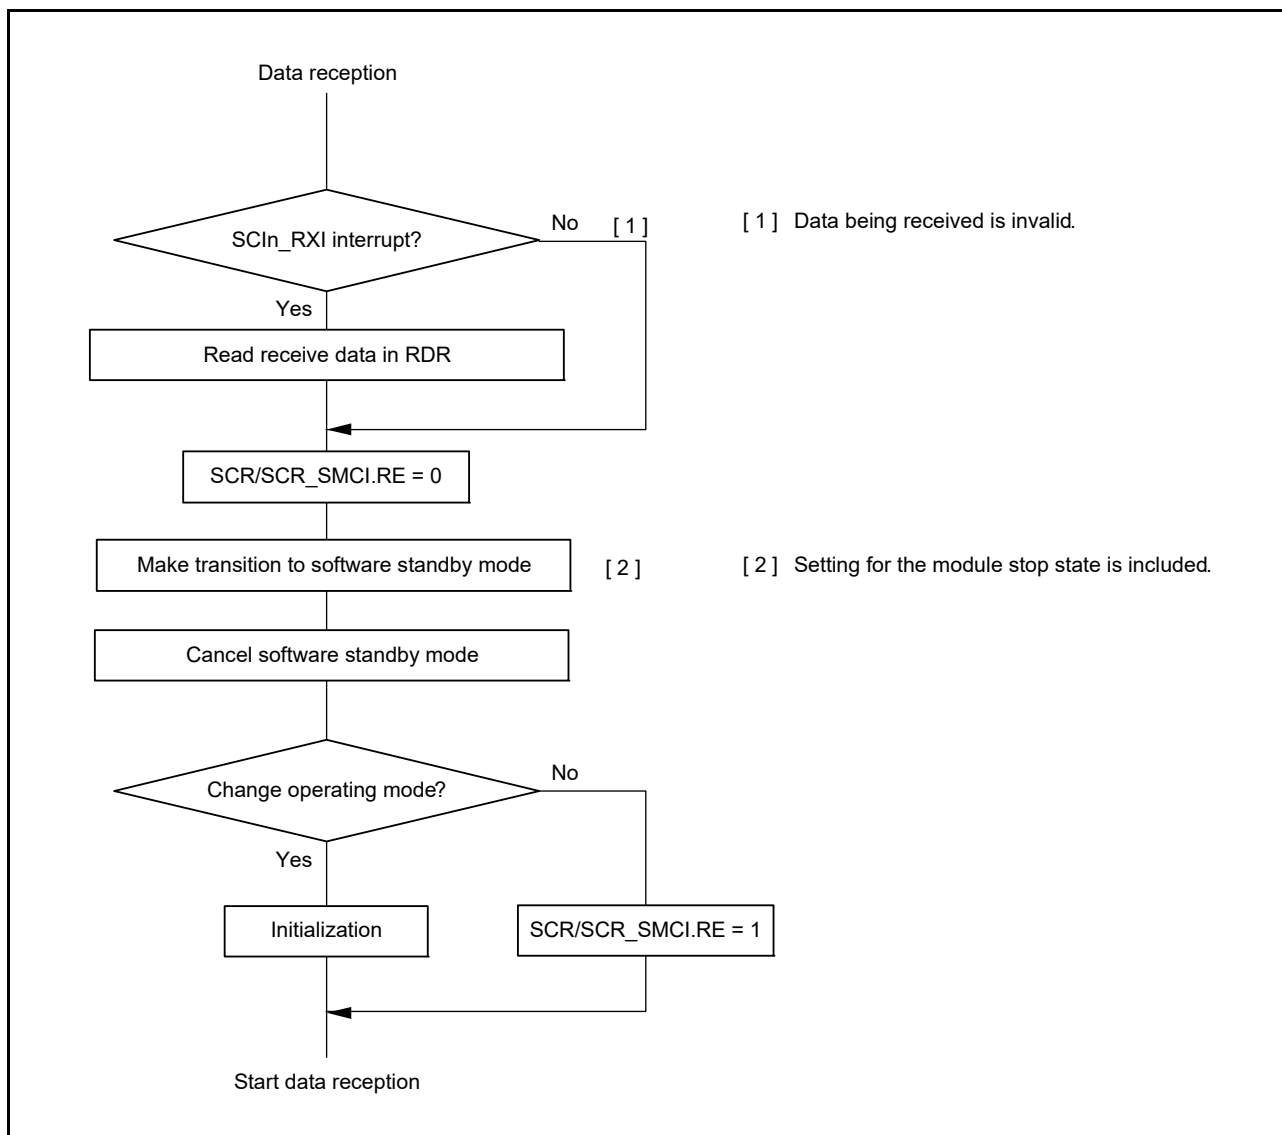 Data reception
SCIn_RXI interrupt?
No [ 1 ]
[ 1 ] Data being received is invalid.
Yes
Read receive data in RDR
SCR/SCR_SMCI.RE = 0
Make transition to software standby mode
[ 2 ]
[ 2 ] Setting for the module stop state is included.
Cancel software standby mode
Change operating mode?
No
Yes
Initialization
SCR/SCR_SMCI.RE = 1
Start data reception